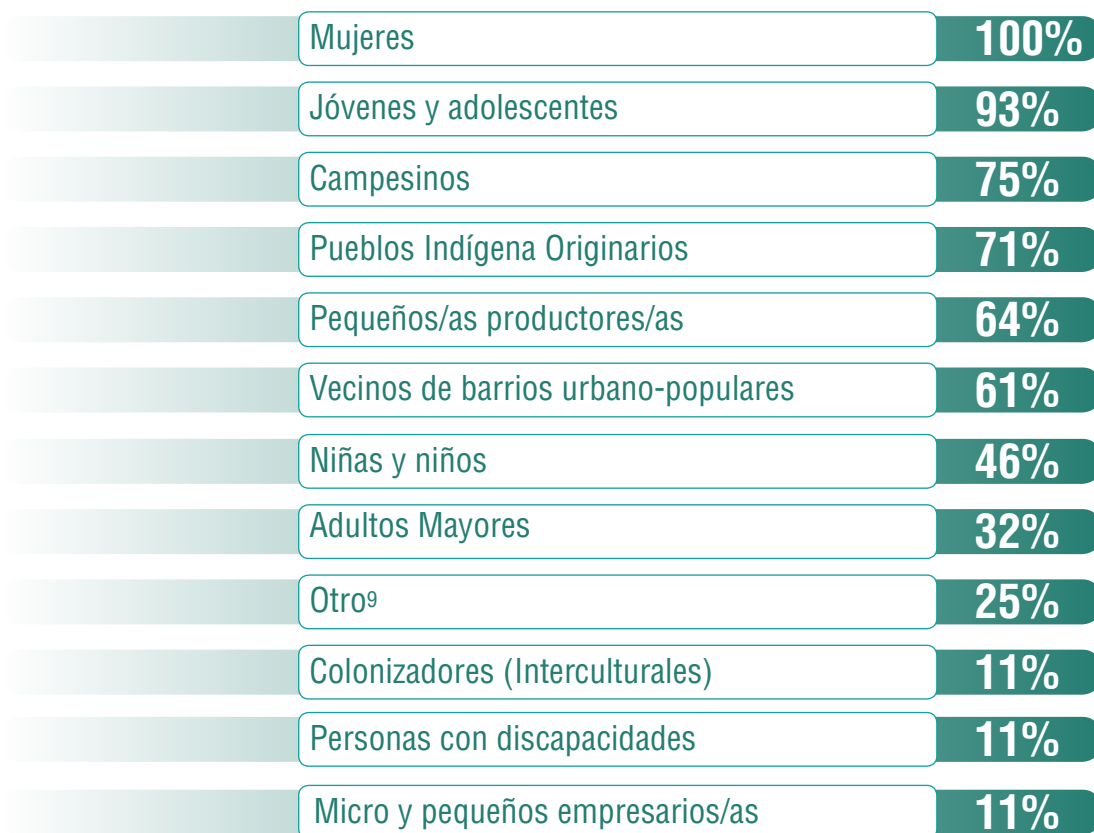 Mujeres 100%
Jóvenes y adolescentes 93%
Campesinos 75%
Pueblos Indígena Originarios 71%
Pequeños/as productores/as 64%
Vecinos de barrios urbano-populares 61%
Niñas y niños 46%
Adultos Mayores 32%
Otro9 25%
Colonizadores (Interculturales) 11%
Personas con discapacidades 11%
Micro y pequeños empresarios/as 11%